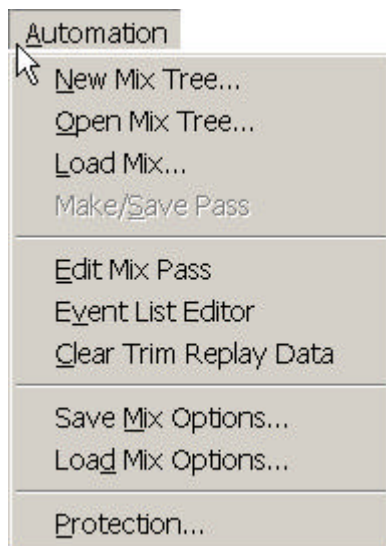 Automation
New Mix Tree...
Open Mix Tree...
Load Mix...
Make/Save Pass
Edit Mix Pass
Event List Editor
Clear Trim Replay Data
Save Mix Options...
Load Mix Options...
Protection...